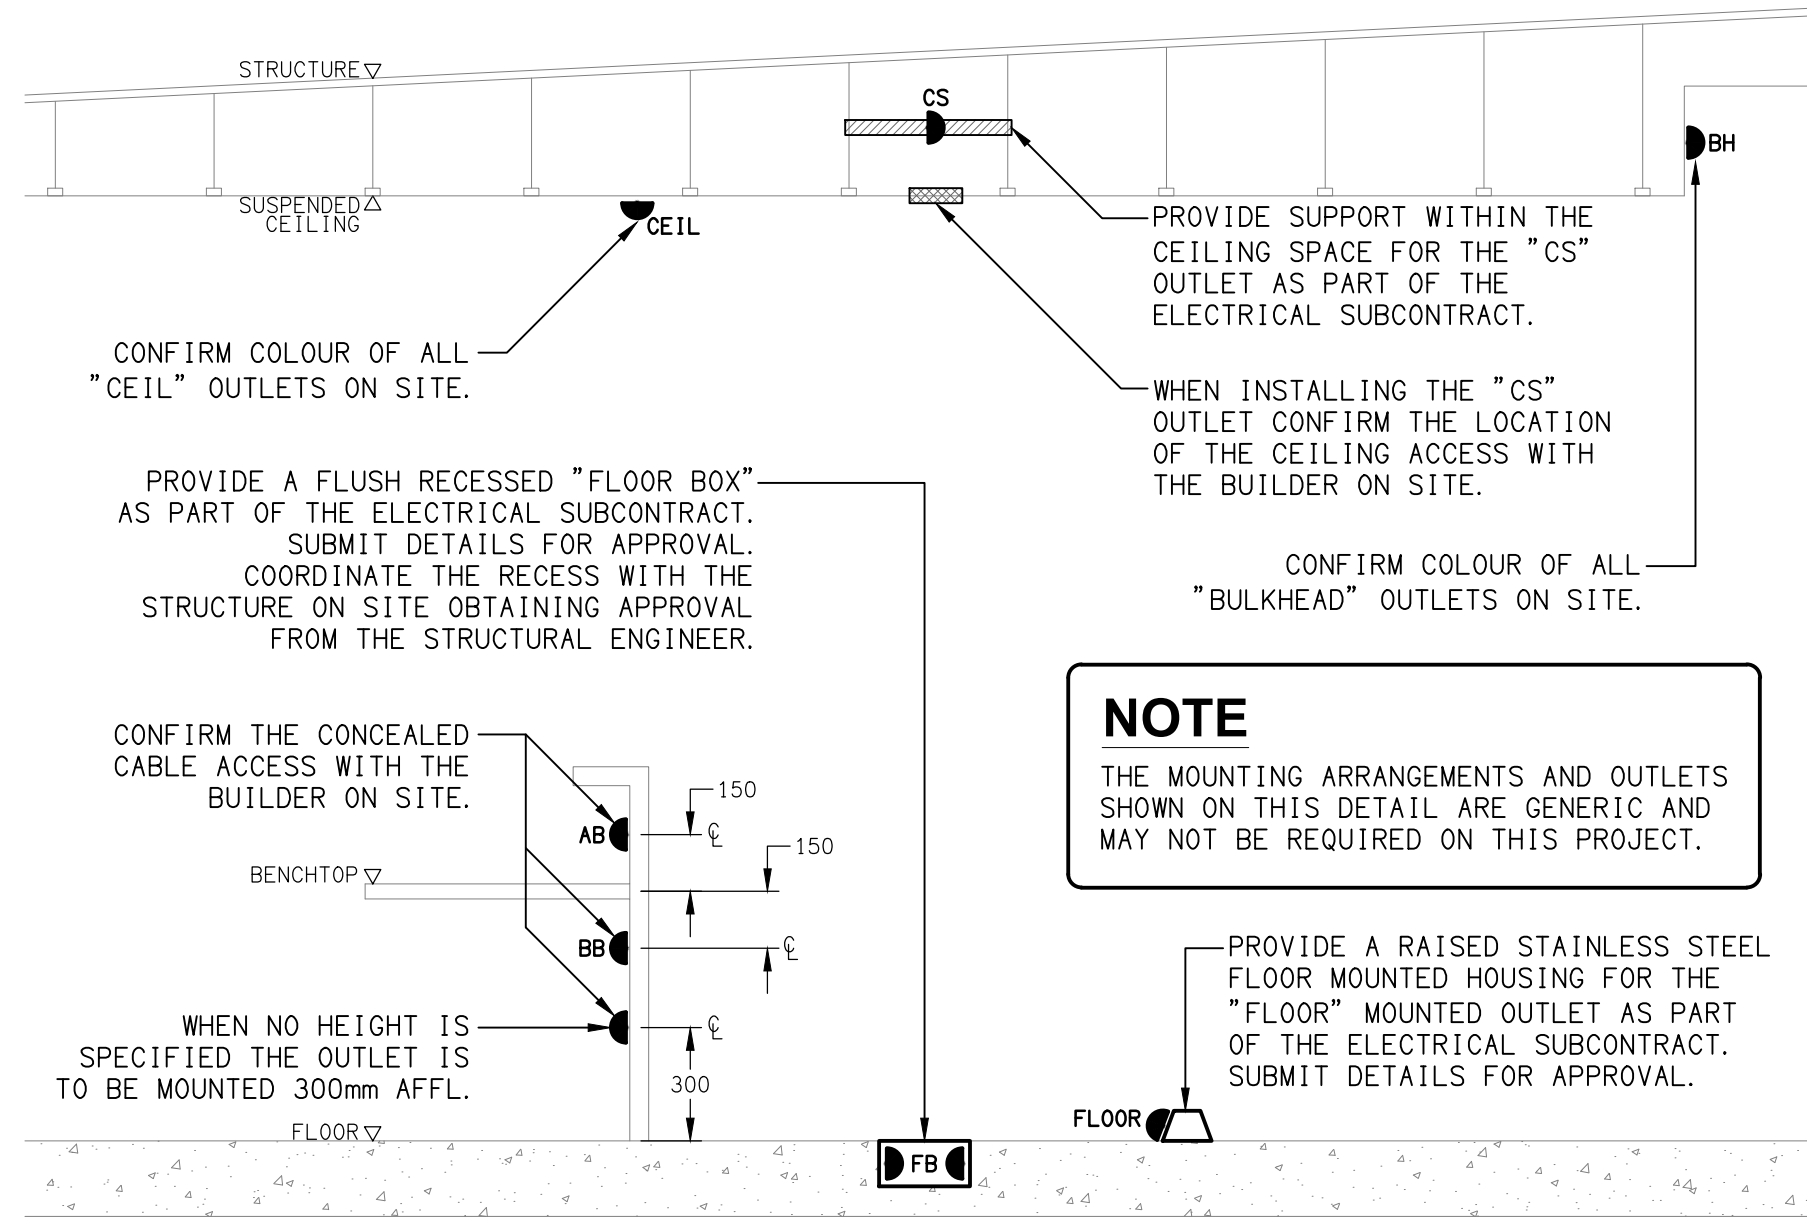 STRUCTURE
CS
BH
SUSPENDED
CEILING
CEIL
PROVIDE SUPPORT WITHIN THE
CEILING SPACE FOR THE "CS"
OUTLET AS PART OF THE
ELECTRICAL SUBCONTRACT.
CONFIRM COLOUR OF ALL
"CEIL" OUTLETS ON SITE.
WHEN INSTALLING THE "CS"
OUTLET CONFIRM THE LOCATION
OF THE CEILING ACCESS WITH
THE BUILDER ON SITE.
PROVIDE A FLUSH RECESSED "FLOOR BOX"
AS PART OF THE ELECTRICAL SUBCONTRACT.
SUBMIT DETAILS FOR APPROVAL.
COORDINATE THE RECESS WITH THE
STRUCTURE ON SITE OBTAINING APPROVAL
FROM THE STRUCTURAL ENGINEER.
CONFIRM COLOUR OF ALL
"BULKHEAD" OUTLETS ON SITE.
NOTE
THE MOUNTING ARRANGEMENTS AND OUTLETS
SHOWN ON THIS DETAIL ARE GENERIC AND
MAY NOT BE REQUIRED ON THIS PROJECT.
CONFIRM THE CONCEALED
CABLE ACCESS WITH THE
BUILDER ON SITE.
150
AB
℄
150
BENCHTOP
BB
℄
WHEN NO HEIGHT IS
SPECIFIED THE OUTLET IS
TO BE MOUNTED 300mm AFFL.
℄
300
PROVIDE A RAISED STAINLESS STEEL
FLOOR MOUNTED HOUSING FOR THE
"FLOOR" MOUNTED OUTLET AS PART
OF THE ELECTRICAL SUBCONTRACT.
SUBMIT DETAILS FOR APPROVAL.
FLOOR
FLOOR
FB